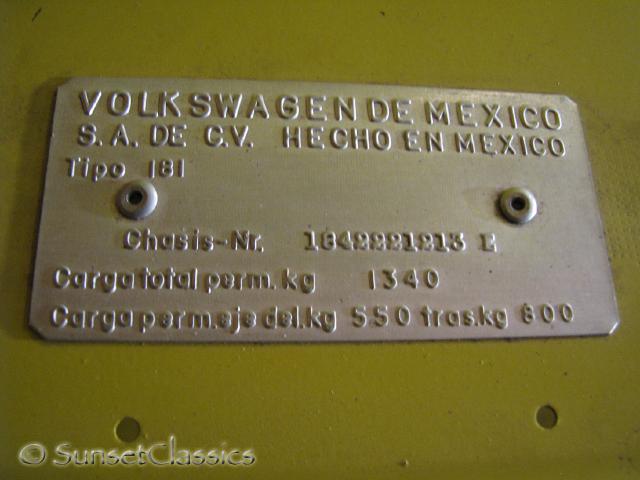 VOLKSWAGEN DE MEXICO
S. A. DE C.V. HECHO EN MEXICO
Tipo 181
Chasis-Nr. 1842221213 E
Carga total perm. kg 1340
Carga perm.eje del.kg 550 tras.kg 800
© SunsetClassics